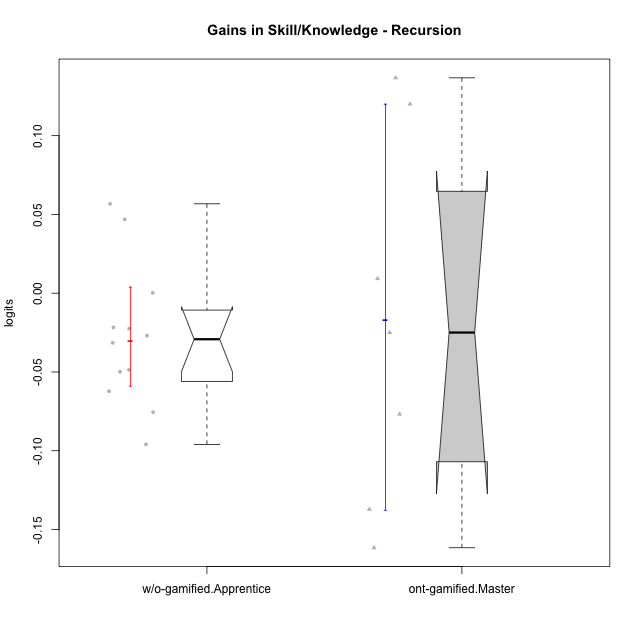 Gains in Skill/Knowledge - Recursion
logits
0.10
0.05
0.00
-0.05
-0.10
-0.15
w/o-gamified.Apprentice
ont-gamified.Master